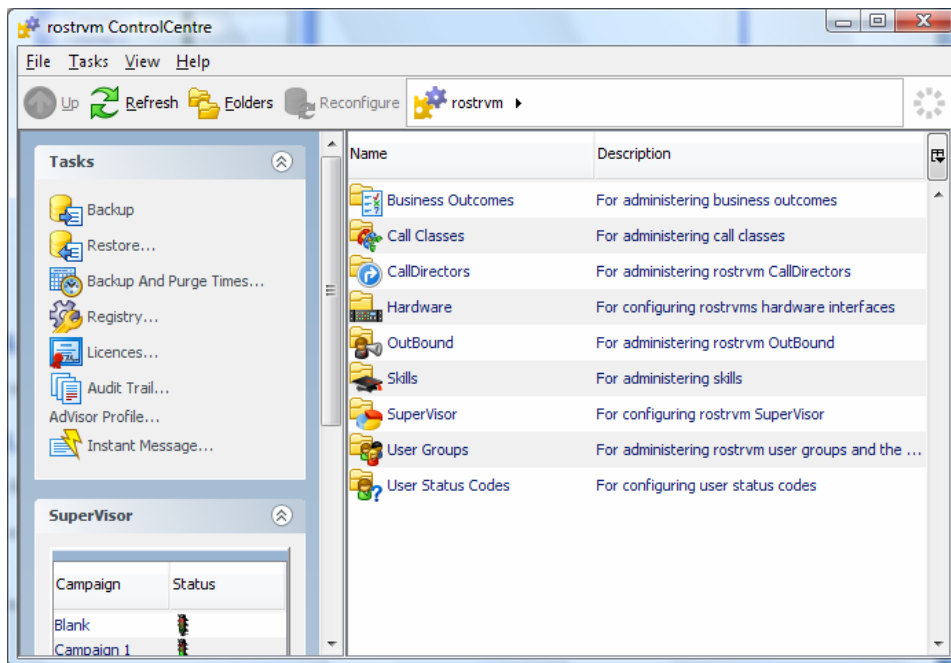 rostrvm ControlCentre
File Tasks View Help
Up Refresh Folders Reconfigure rostrvm
Tasks
Backup
Restore...
Backup And Purge Times...
Registry...
Licences...
Audit Trail...
AdVisor Profile...
Instant Message...
SuperVisor
Campaign Status
Blank
Campaign 1
Name Description
Business Outcomes For administering business outcomes
Call Classes For administering call classes
CallDirectors For administering rostrvm CallDirectors
Hardware For configuring rostrvms hardware interfaces
OutBound For administering rostrvm OutBound
Skills For administering skills
SuperVisor For configuring rostrvm SuperVisor
User Groups For administering rostrvm user groups and the ...
User Status Codes For configuring user status codes